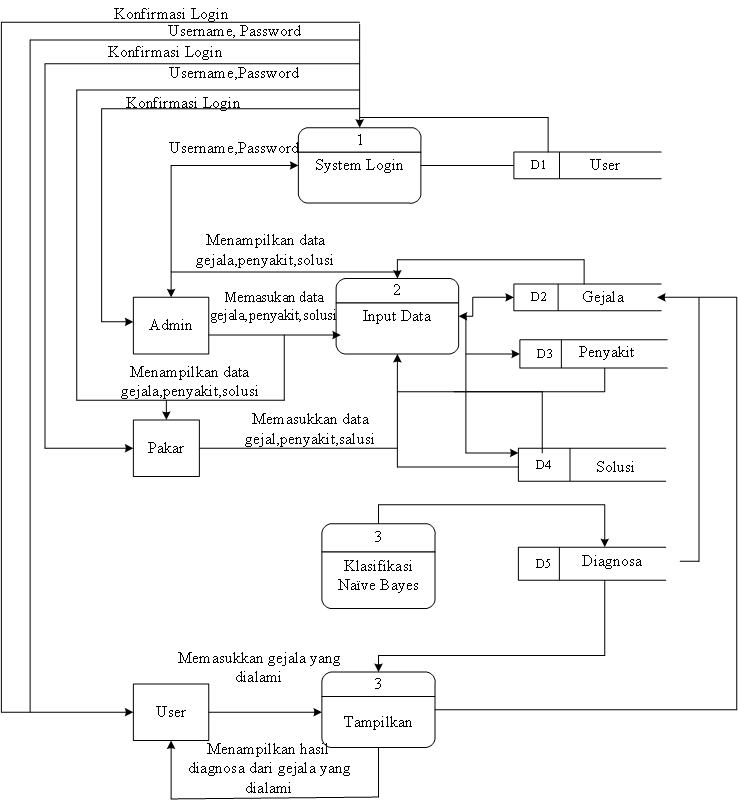 Konfirmasi Login
Username, Password
Konfirmasi Login
Username,Password
Konfirmasi Login
Username,Password
1
System Login
D1
User
Menampilkan data
gejala,penyakit,solusi
2
Input Data
D2
Gejala
Admin
Memasukan data
gejala,penyakit,solusi
D3
Penyakit
Menampilkan data
gejala,penyakit,solusi
Pakar
Memasukkan data
gejal,penyakit,salusi
D4
Solusi
3
Klasifikasi
Naïve Bayes
D5
Diagnosa
Memasukkan gejala yang
dialami
User
3
Tampilkan
Menampilkan hasil
diagnosa dari gejala yang
dialami